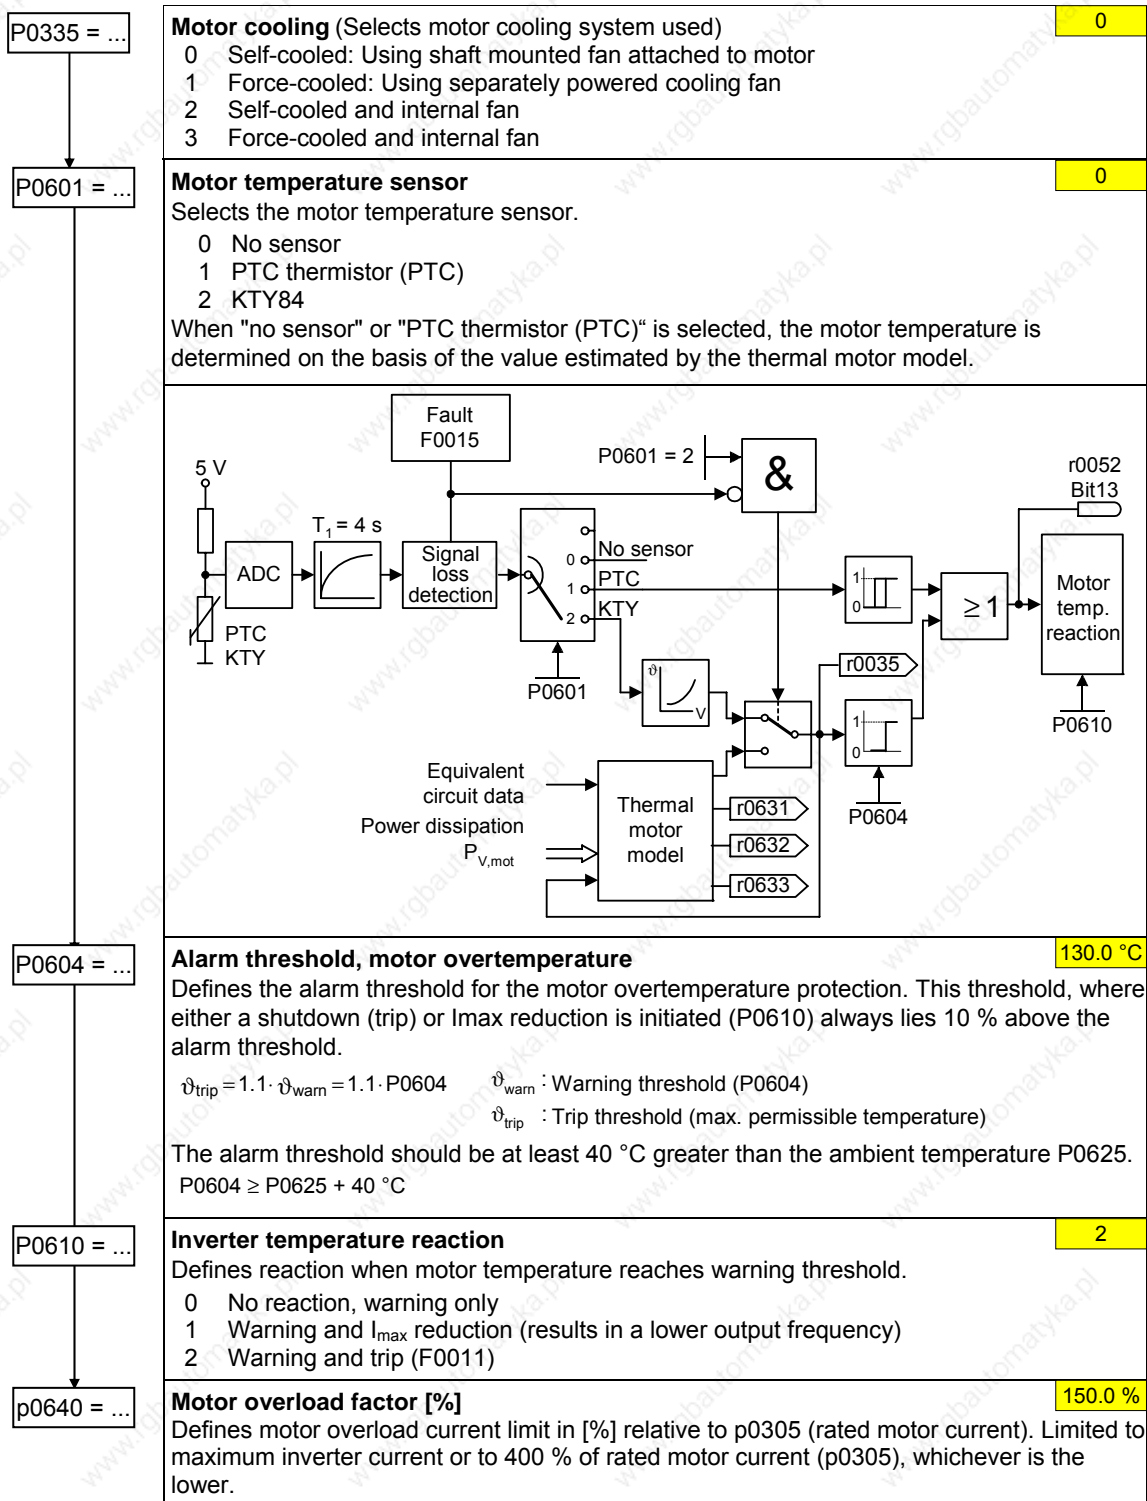 P0335 = ...
Motor cooling (Selects motor cooling system used)
0
0 Self-cooled: Using shaft mounted fan attached to motor
1 Force-cooled: Using separately powered cooling fan
2 Self-cooled and internal fan
3 Force-cooled and internal fan
P0601 = ...
Motor temperature sensor
0
Selects the motor temperature sensor.
0 No sensor
1 PTC thermistor (PTC)
2 KTY84
When "no sensor" or "PTC thermistor (PTC)“ is selected, the motor temperature is
determined on the basis of the value estimated by the thermal motor model.
Fault
F0015
P0601 = 2
&
r0052
Bit13
5 V
T1 = 4 s
ADC
Signal
loss
detection
0 No sensor
1 PTC
2 KTY
PTC
KTY
P0601
ϑ
V
1
0
≥ 1
Motor
temp.
reaction
r0035
P0610
1
0
P0604
Equivalent
circuit data
Power dissipation
PV,mot
Thermal
motor
model
r0631
r0632
r0633
P0604 = ...
Alarm threshold, motor overtemperature
130.0 °C
Defines the alarm threshold for the motor overtemperature protection. This threshold, where
either a shutdown (trip) or Imax reduction is initiated (P0610) always lies 10 % above the
alarm threshold.
ϑtrip = 1.1· ϑwarn = 1.1· P0604 ϑwarn : Warning threshold (P0604)
ϑtrip : Trip threshold (max. permissible temperature)
The alarm threshold should be at least 40 °C greater than the ambient temperature P0625.
P0604 ≥ P0625 + 40 °C
P0610 = ...
Inverter temperature reaction
2
Defines reaction when motor temperature reaches warning threshold.
0 No reaction, warning only
1 Warning and Imax reduction (results in a lower output frequency)
2 Warning and trip (F0011)
p0640 = ...
Motor overload factor [%]
150.0 %
Defines motor overload current limit in [%] relative to p0305 (rated motor current). Limited to
maximum inverter current or to 400 % of rated motor current (p0305), whichever is the
lower.
www.rgbautomatyka.pl